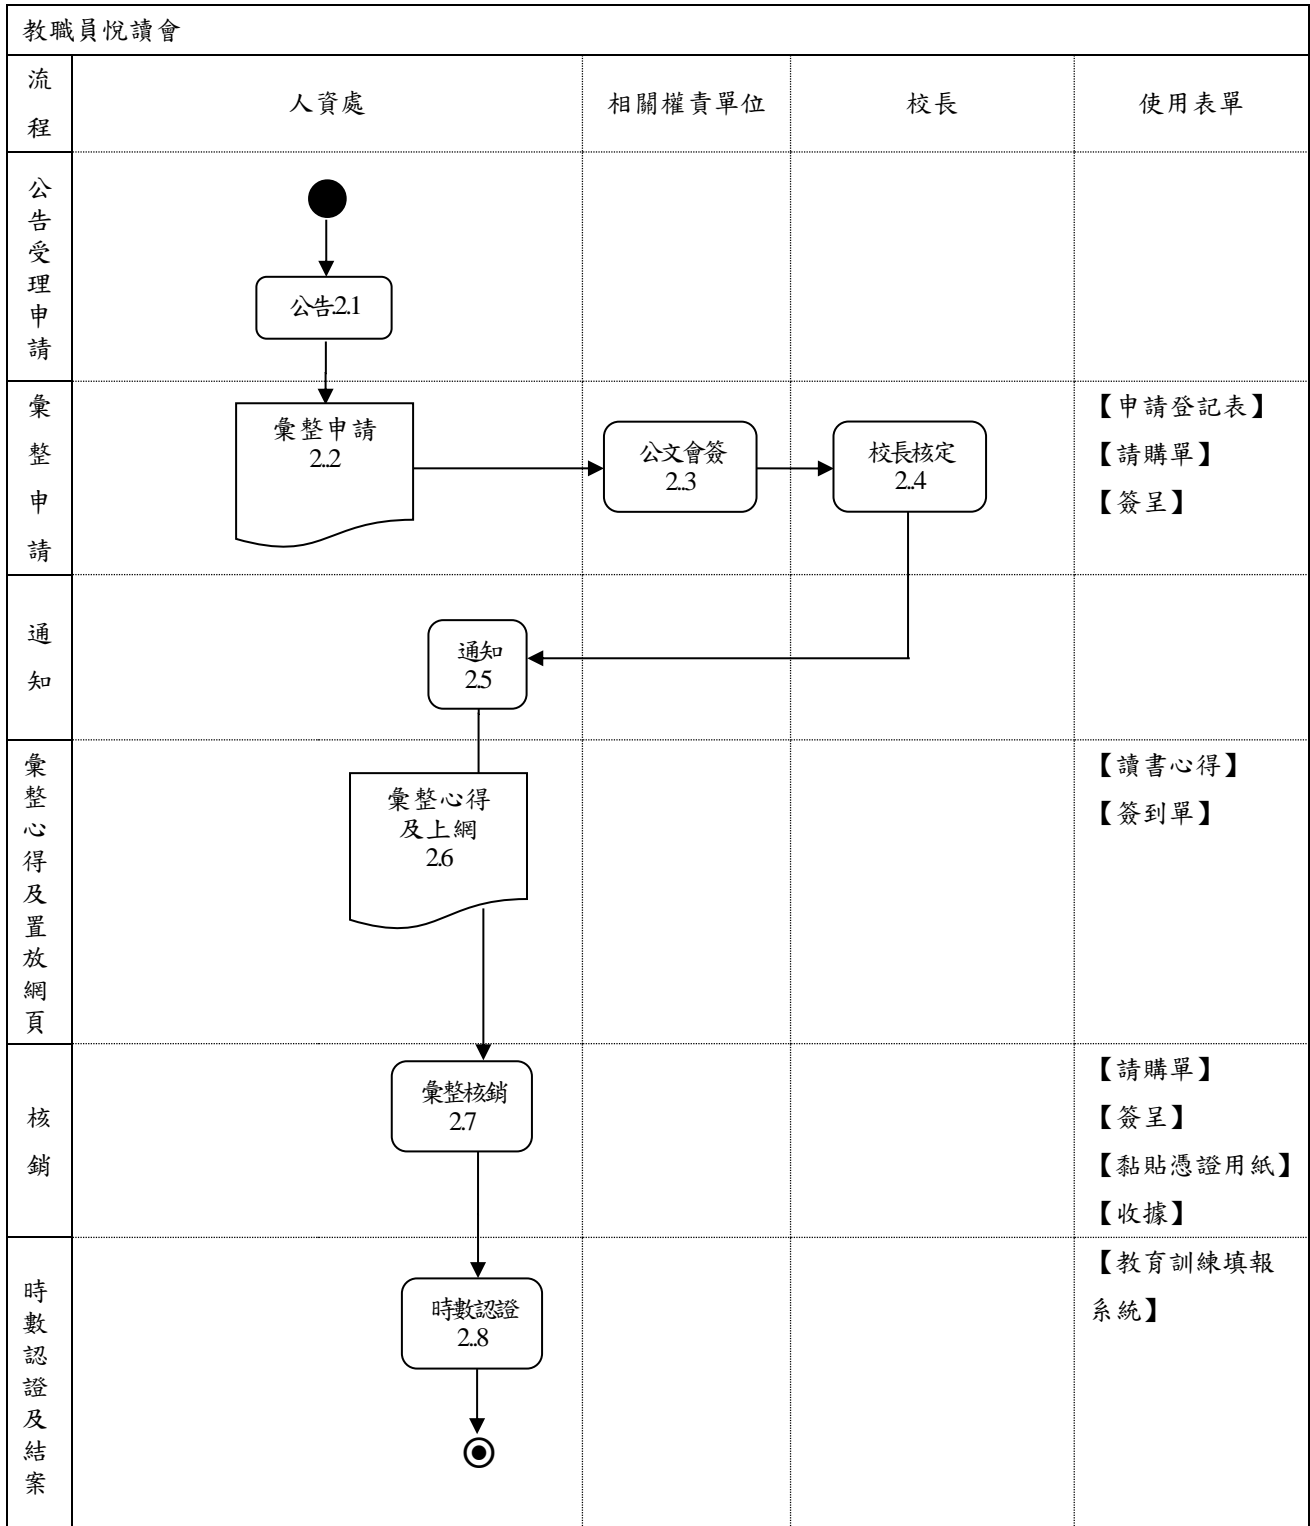 教職員悅讀會
流
程
人資處
相關權責單位
校長
使用表單
公
告
受
理
申
請
公告2.1
彙
整
申
請
彙整申請
2..2
公文會簽
2..3
校長核定
2..4
【申請登記表】
【請購單】
【簽呈】
通
知
通知
2.5
彙
整
心
得
及
置
放
網
頁
彙整心得
及上網
2.6
【讀書心得】
【簽到單】
核
銷
彙整核銷
2.7
【請購單】
【簽呈】
【黏貼憑證用紙】
【收據】
時
數
認
證
及
結
案
時數認證
2..8
【教育訓練填報
系統】